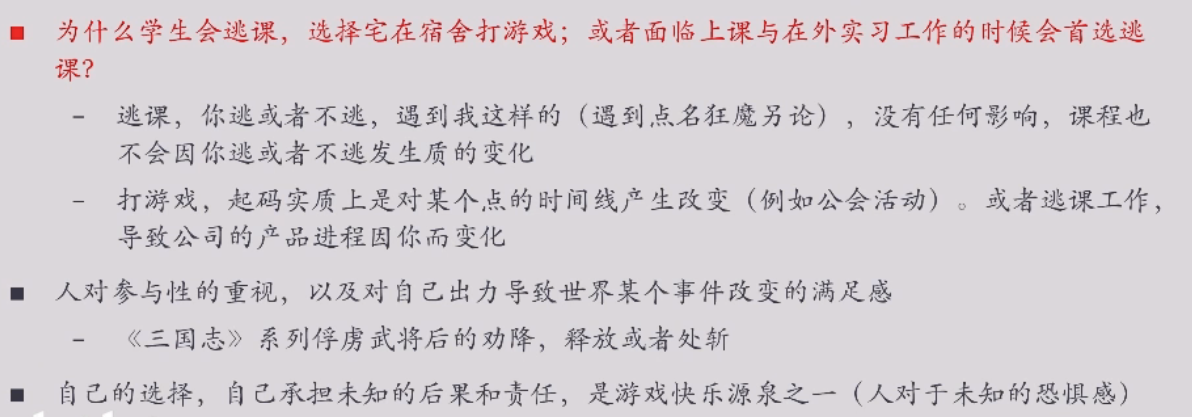 ■ 为什么学生会逃课，选择宅在宿舍打游戏；或者面临上课与在外实习工作的时候会首选逃
课？
– 逃课，你逃或者不逃，遇到我这样的（遇到点名狂魔另论），没有任何影响，课程也
不会因你逃或者不逃发生质的变化
– 打游戏，起码实质上是对某个点的时间线产生改变（例如公会活动）。或者逃课工作，
导致公司的产品进程因你而变化
■ 人对参与性的重视，以及对自己出力导致世界某个事件改变的满足感
– 《三国志》系列俘虏武将后的劝降，释放或者处斩
■ 自己的选择，自己承担未知的后果和责任，是游戏快乐源泉之一（人对于未知的恐惧感）